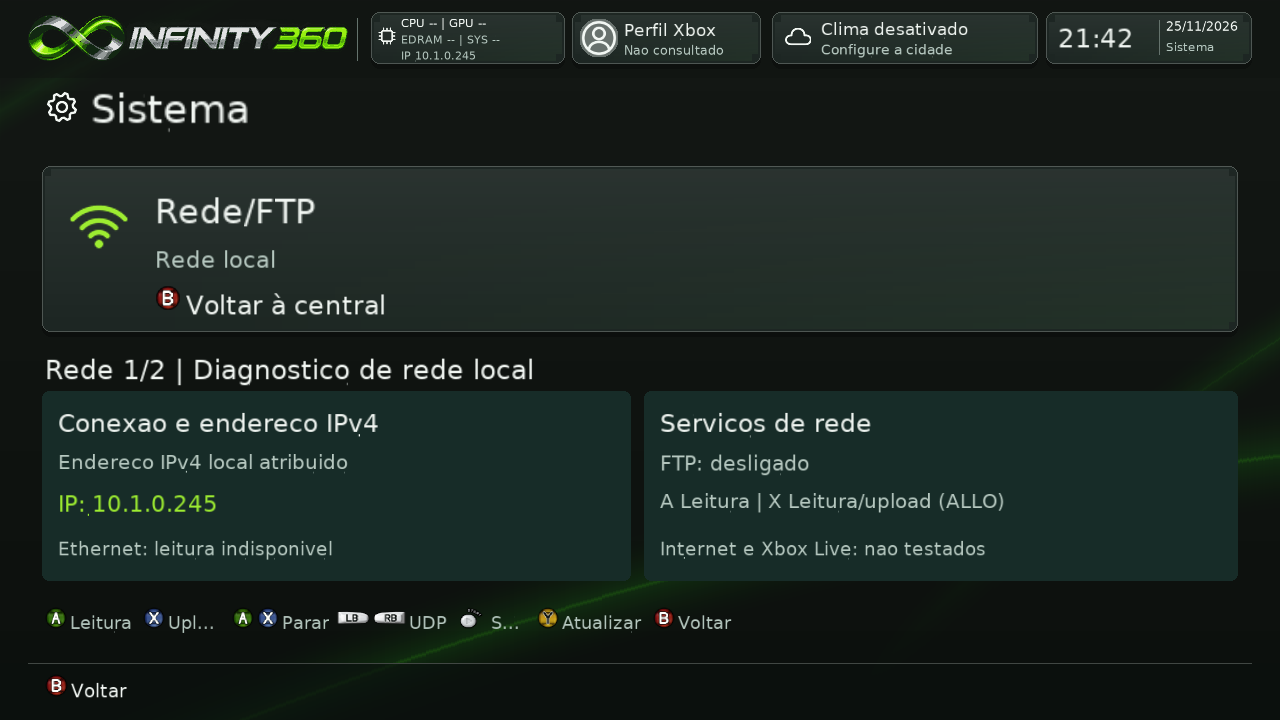 INFINITY 360
CPU -- | GPU --
EDRAM -- | SYS --
IP 10.1.0.245
Perfil Xbox
Nao consultado
Clima desativado
Configure a cidade
21:42
25/11/2026
Sistema
Sistema
Rede/FTP
Rede local
B Voltar à central
Rede 1/2 | Diagnostico de rede local
Conexao e endereco IPv4
Endereco IPv4 local atribuido
IP: 10.1.0.245
Ethernet: leitura indisponivel
Servicos de rede
FTP: desligado
A Leitura | X Leitura/upload (ALLO)
Internet e Xbox Live: nao testados
A Leitura X Upl... A X Parar LB RB UDP S... Y Atualizar B Voltar
B Voltar